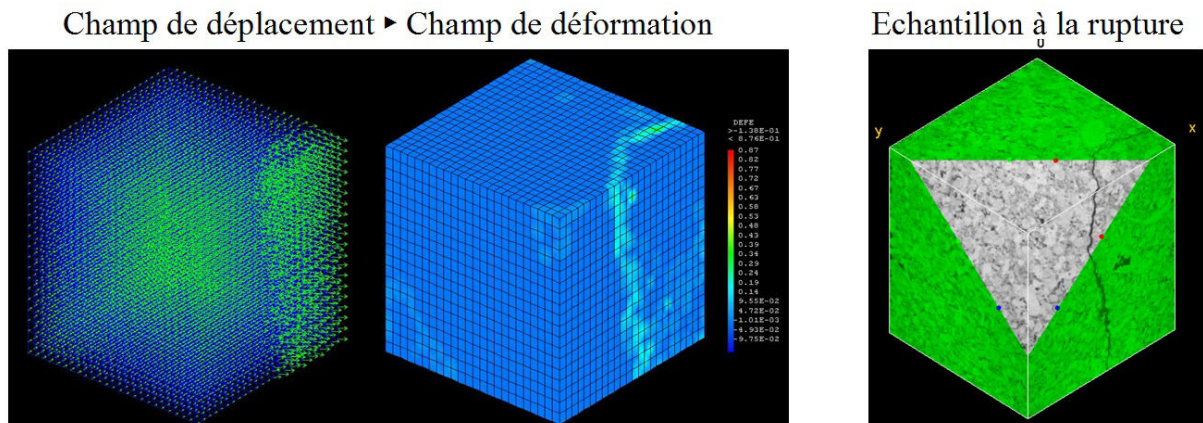 Champ de déplacement ▸ Champ de déformation
Echantillon à la rupture
DEFE
>-1.38E-01
< 8.76E-01
0.87
0.82
0.77
0.72
0.67
0.63
0.58
0.53
0.48
0.43
0.39
0.34
0.29
0.24
0.19
0.14
9.55E-02
4.72E-02
-1.01E-03
-4.93E-02
-9.75E-02
y
x